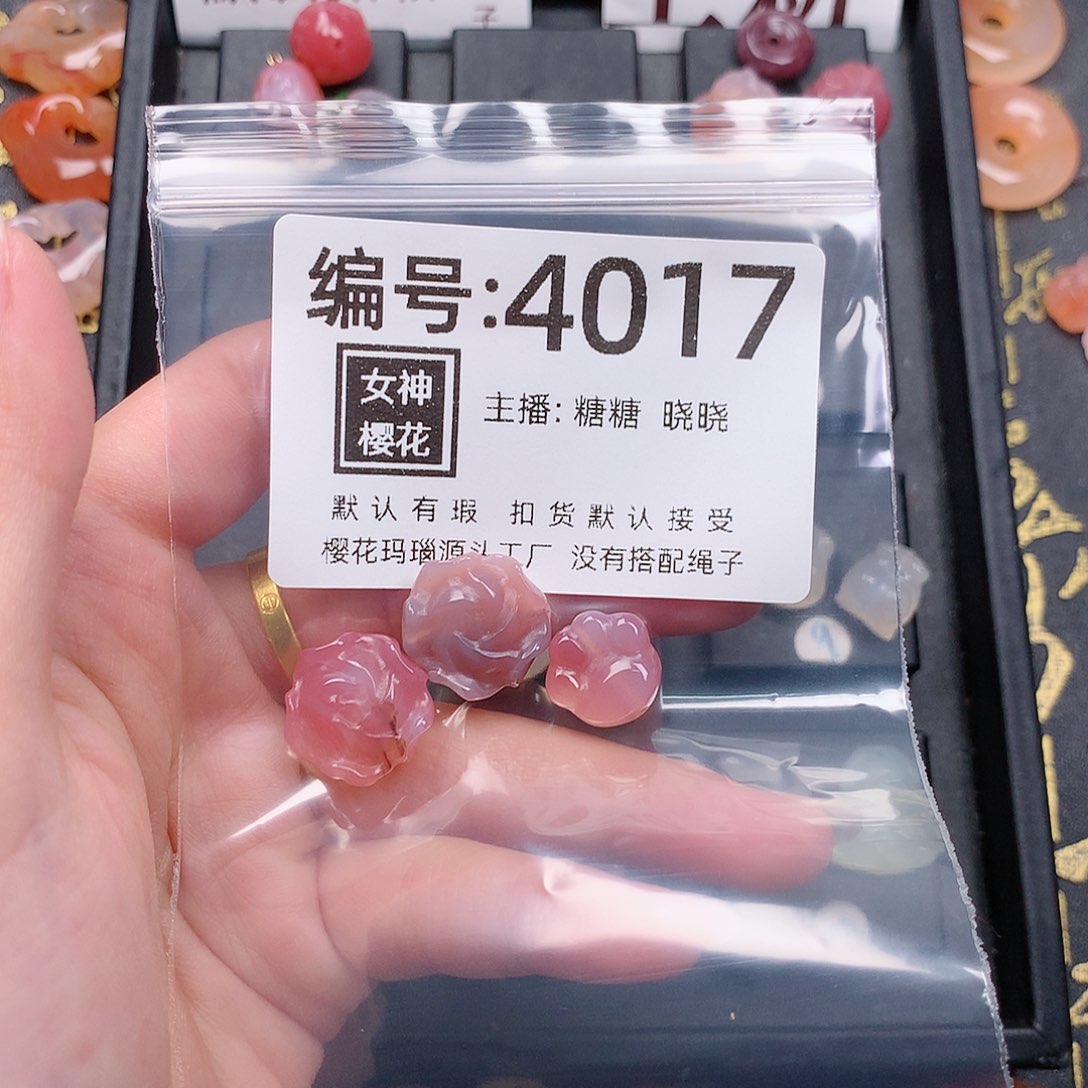 编号:4017
女神
樱花
主播: 糖糖 晓晓
默认有瑕 扣货默认接受
樱花玛瑙源头工厂 没有搭配绳子